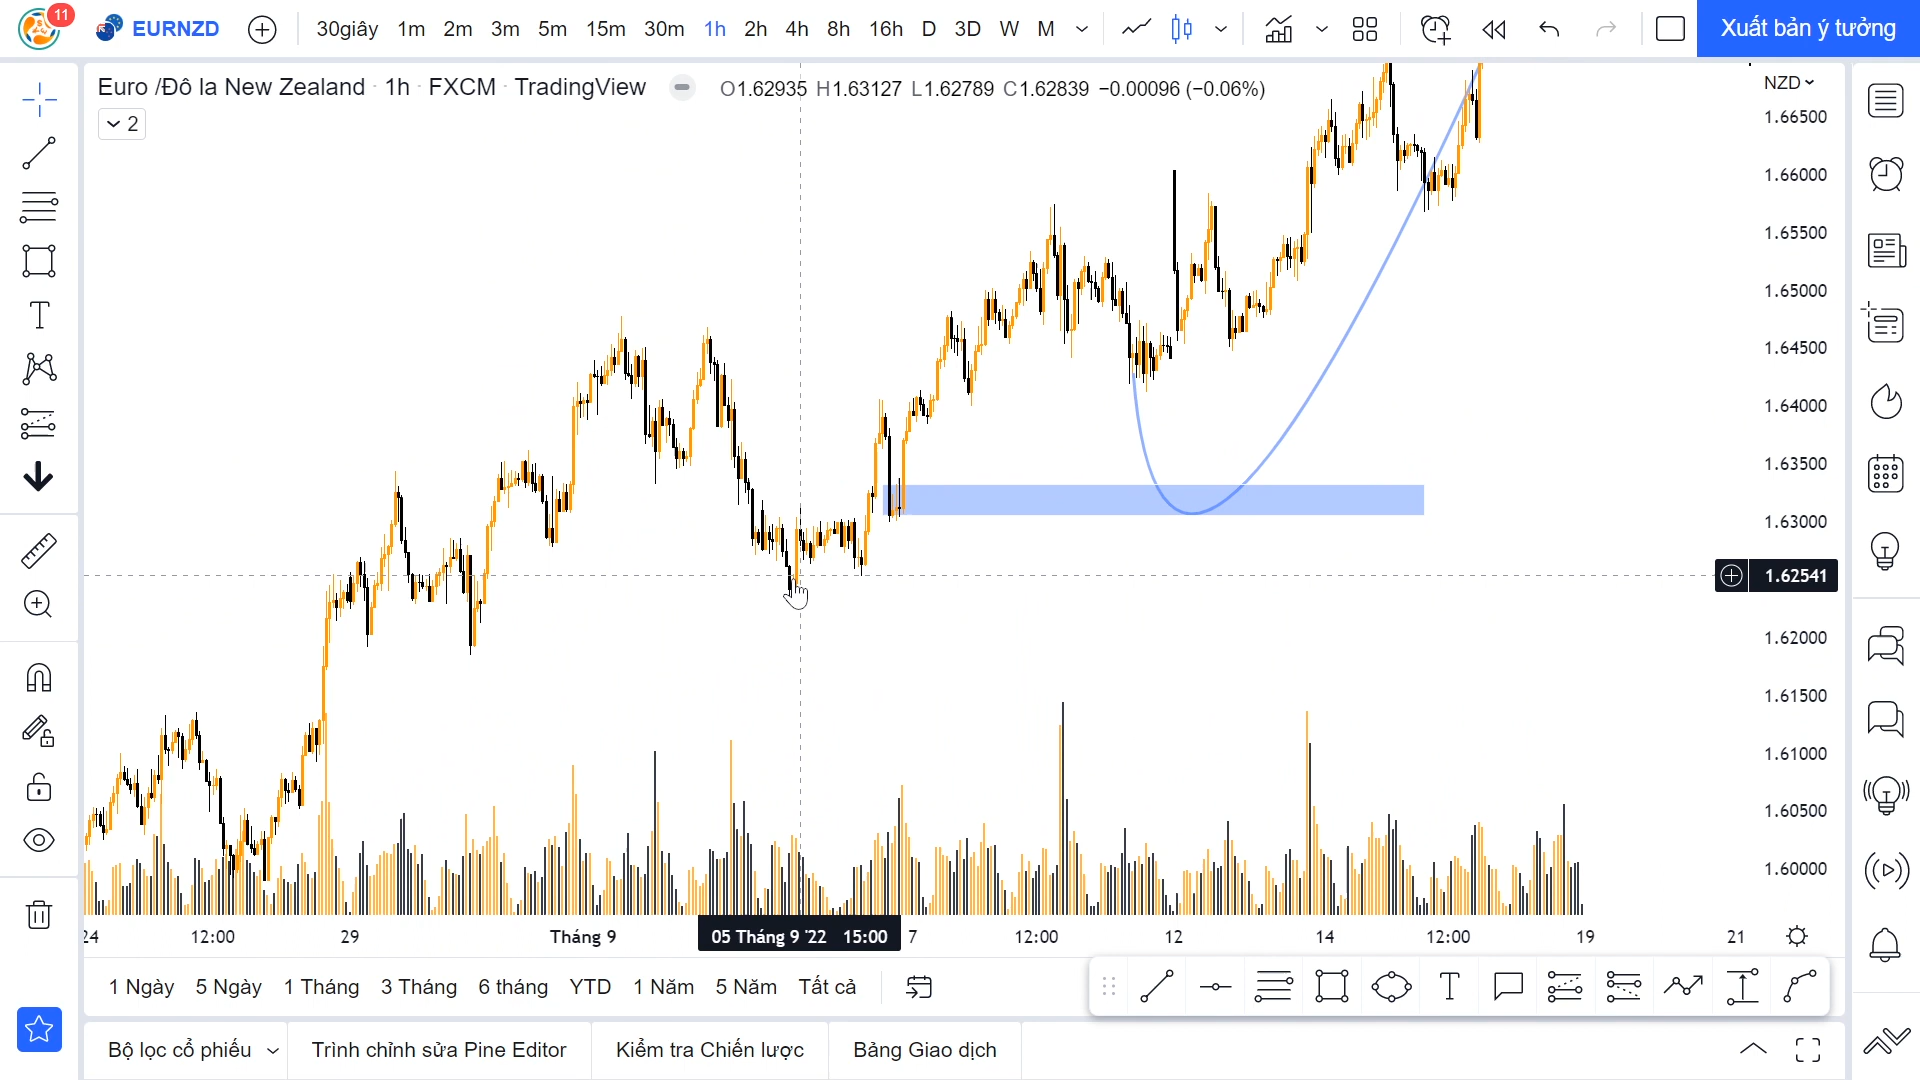 11
EURNZD
30giây 1m 2m 3m 5m 15m 30m 1h 2h 4h 8h 16h D 3D W M
Xuất bản ý tưởng
Euro /Đô la New Zealand · 1h · FXCM · TradingView
O1.62935 H1.63127 L1.62789 C1.62839 −0.00096 (−0.06%)
NZD
2
1.66500
1.66000
1.65500
1.65000
1.64500
1.64000
1.63500
1.63000
1.62541
1.62000
1.61500
1.61000
1.60500
1.60000
24 12:00 29 Tháng 9 05 Tháng 9 '22 15:00 7 12:00 12 14 12:00 19 21
1 Ngày 5 Ngày 1 Tháng 3 Tháng 6 tháng YTD 1 Năm 5 Năm Tất cả
Bộ lọc cổ phiếu Trình chỉnh sửa Pine Editor Kiểm tra Chiến lược Bảng Giao dịch